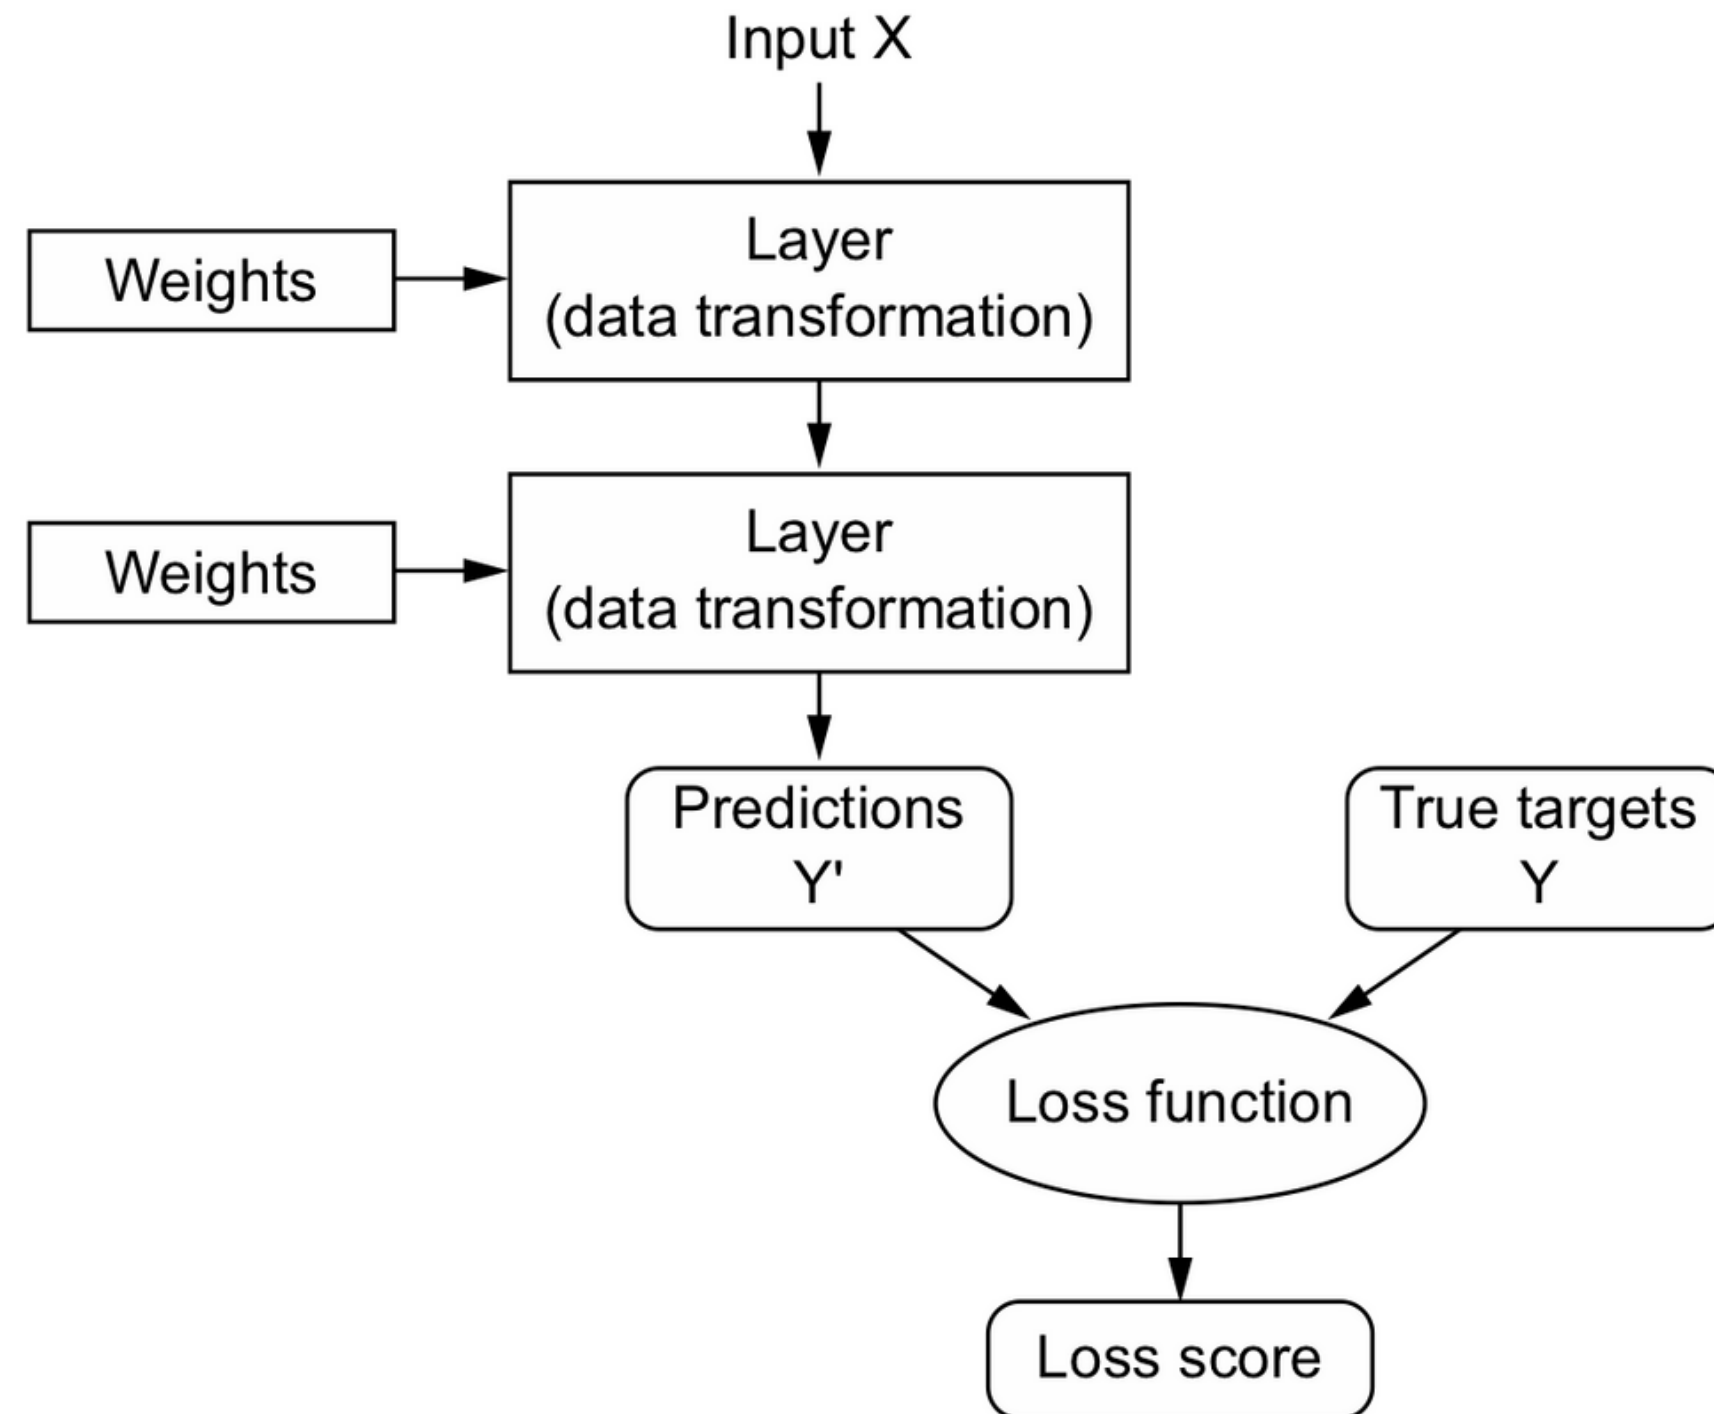 Input X
Weights
Layer
(data transformation)
Weights
Layer
(data transformation)
Predictions
Y'
True targets
Y
Loss function
Loss score